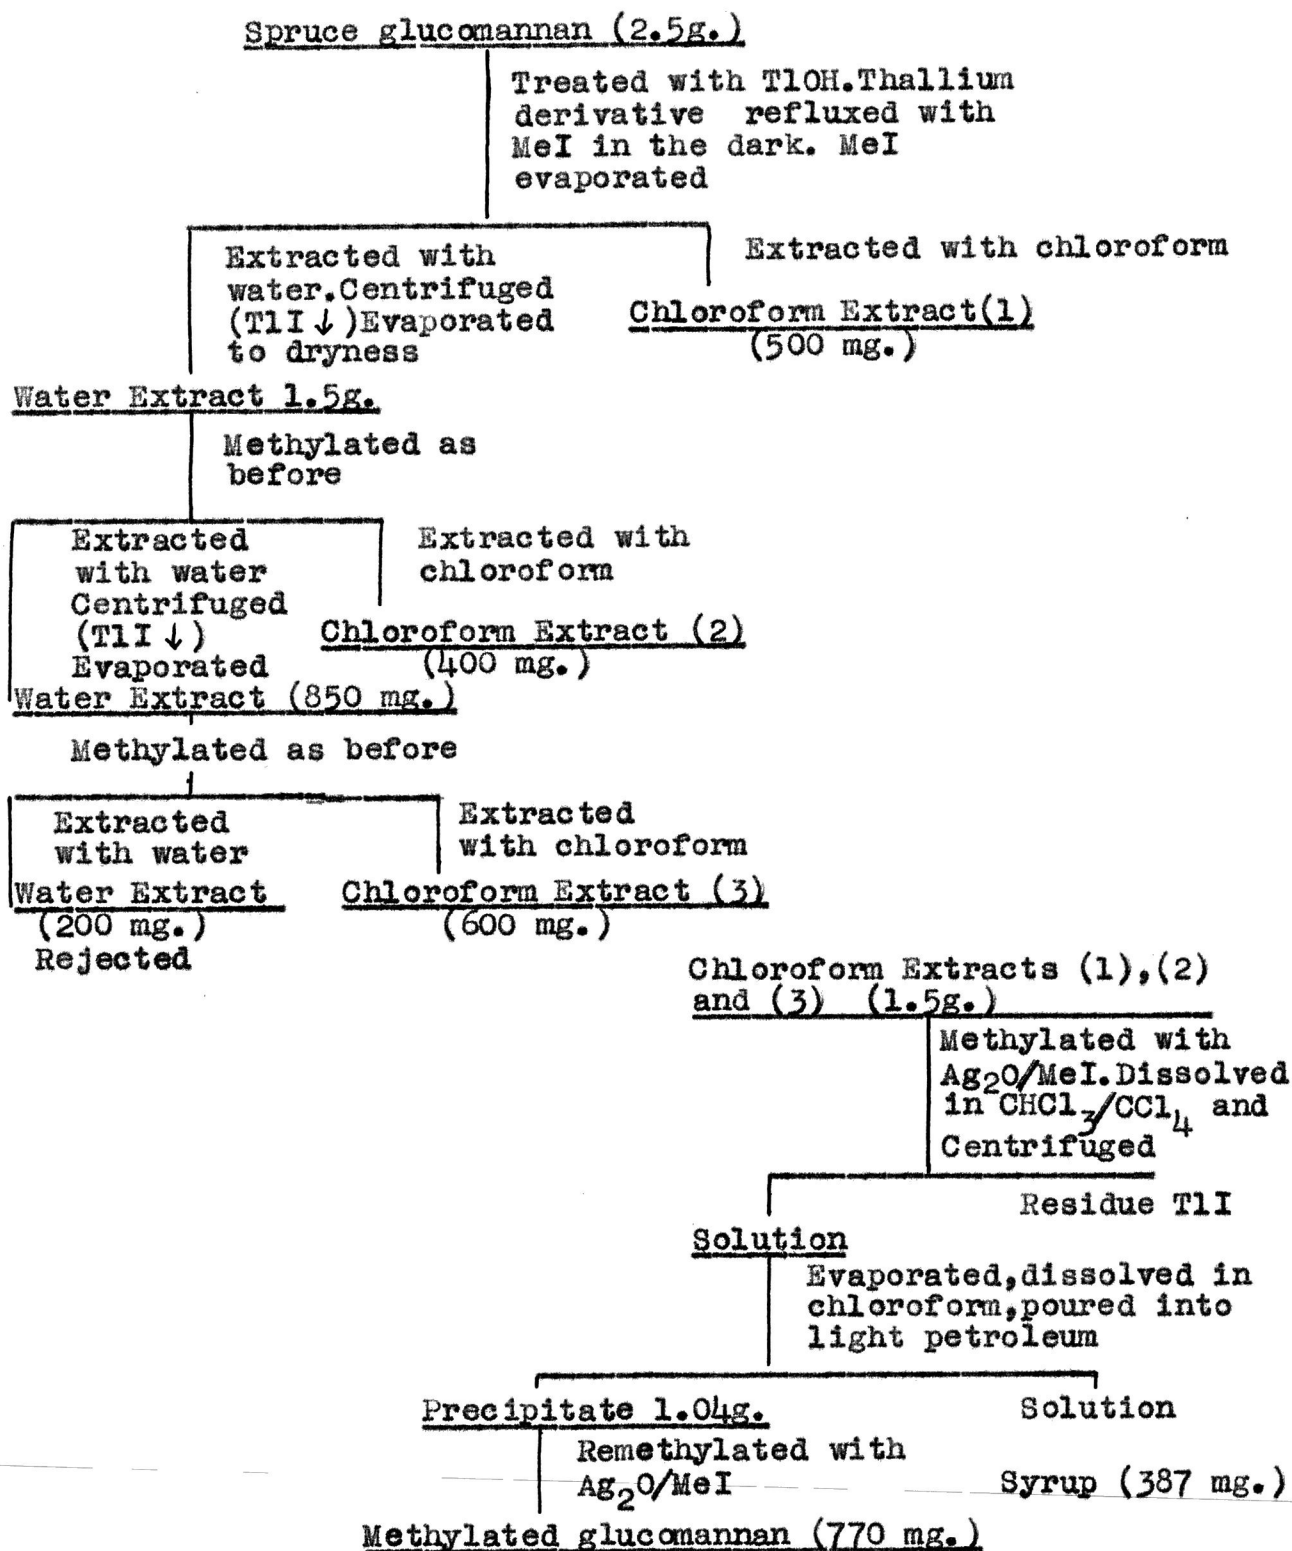 Spruce glucomannan (2.5g.)
Treated with TlOH.Thallium
derivative refluxed with
MeI in the dark. MeI
evaporated
Extracted with
water.Centrifuged
(TlI ↓)Evaporated
to dryness
Extracted with chloroform
Chloroform Extract(1)
(500 mg.)
Water Extract 1.5g.
Methylated as
before
Extracted
with water
Centrifuged
(TlI ↓)
Evaporated
Extracted with
chloroform
Chloroform Extract (2)
(400 mg.)
Water Extract (850 mg.)
Methylated as before
Extracted
with water
Extracted
with chloroform
Water Extract
(200 mg.)
Rejected
Chloroform Extract (3)
(600 mg.)
Chloroform Extracts (1),(2)
and (3) (1.5g.)
Methylated with
Ag2O/MeI.Dissolved
in CHCl3/CCl4 and
Centrifuged
Residue TlI
Solution
Evaporated,dissolved in
chloroform,poured into
light petroleum
Precipitate 1.04g.
Solution
Remethylated with
Ag2O/MeI
Syrup (387 mg.)
Methylated glucomannan (770 mg.)